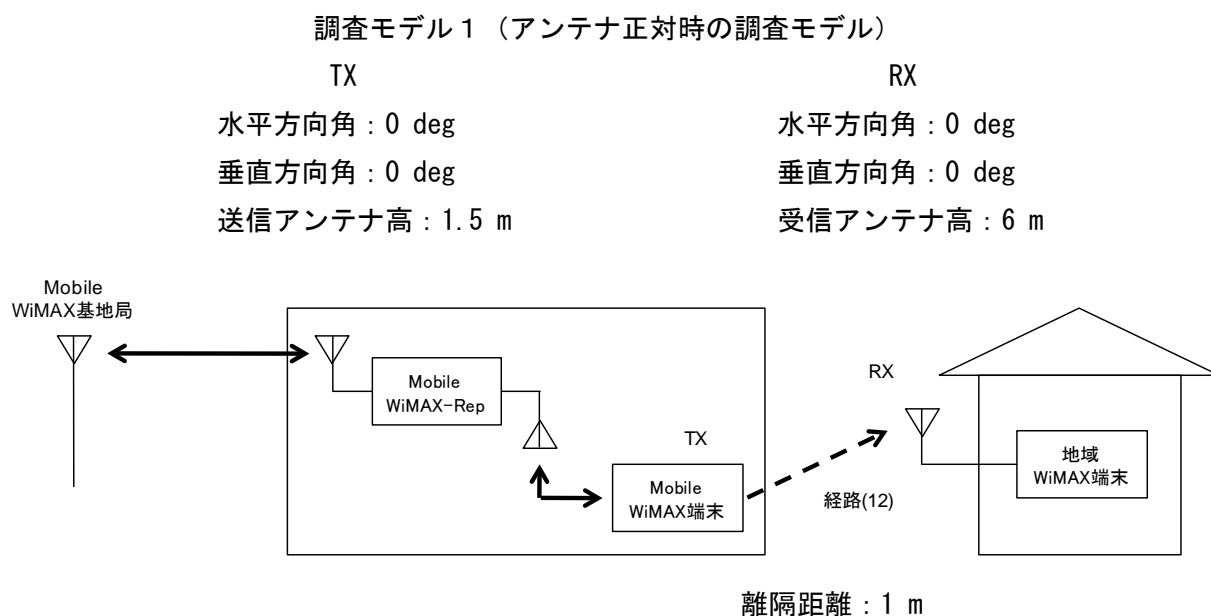 調査モデル1 (アンテナ正対時の調査モデル)
TX
水平方向角:0 deg
垂直方向角:0 deg
送信アンテナ高:1.5 m
RX
水平方向角:0 deg
垂直方向角:0 deg
受信アンテナ高:6 m
Mobile
WiMAX基地局
Mobile
WiMAX-Rep
TX
Mobile
WiMAX端末
経路(12)
RX
地域
WiMAX端末
離隔距離:1 m